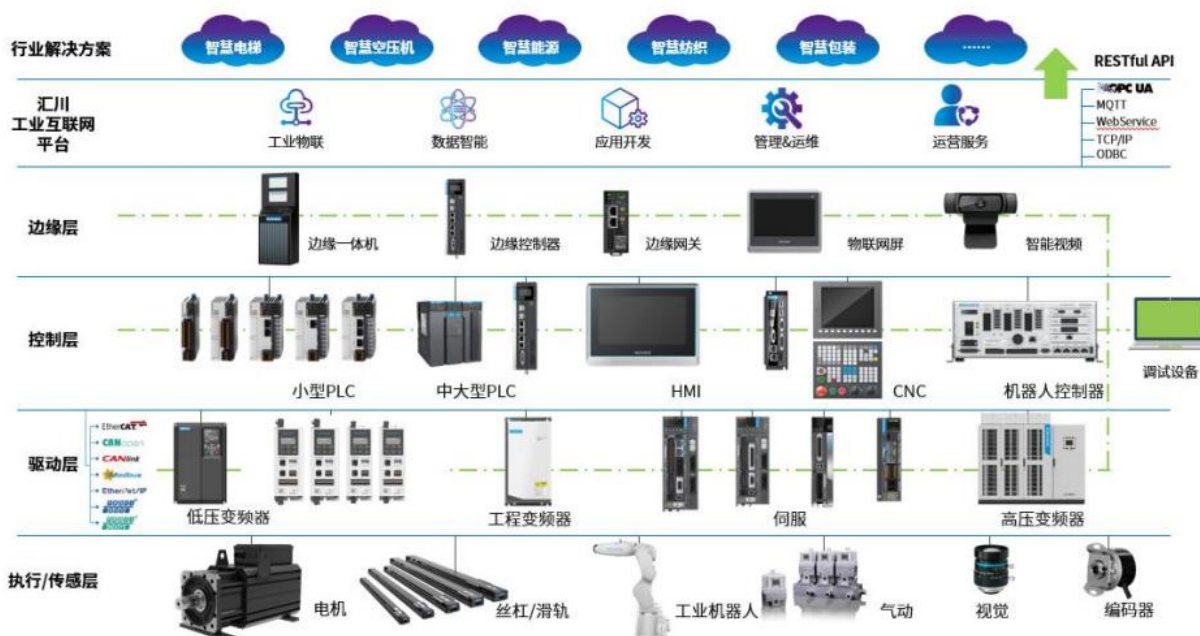 行业解决方案
智慧电梯
智慧空压机
智慧能源
智慧纺织
智慧包装
......
RESTful API
汇川
工业互联网
平台
工业物联
数据智能
应用开发
管理&运维
运营服务
OPC UA
MQTT
WebService
TCP/IP
ODBC
边缘层
边缘一体机
边缘控制器
边缘网关
物联网屏
智能视频
控制层
小型PLC
中大型PLC
HMI
CNC
机器人控制器
调试设备
驱动层
EtherCAT
CANopen
CANlink
Modbus
EtherNet/IP
低压变频器
工程变频器
伺服
高压变频器
执行/传感层
电机
丝杠/滑轨
工业机器人
气动
视觉
编码器